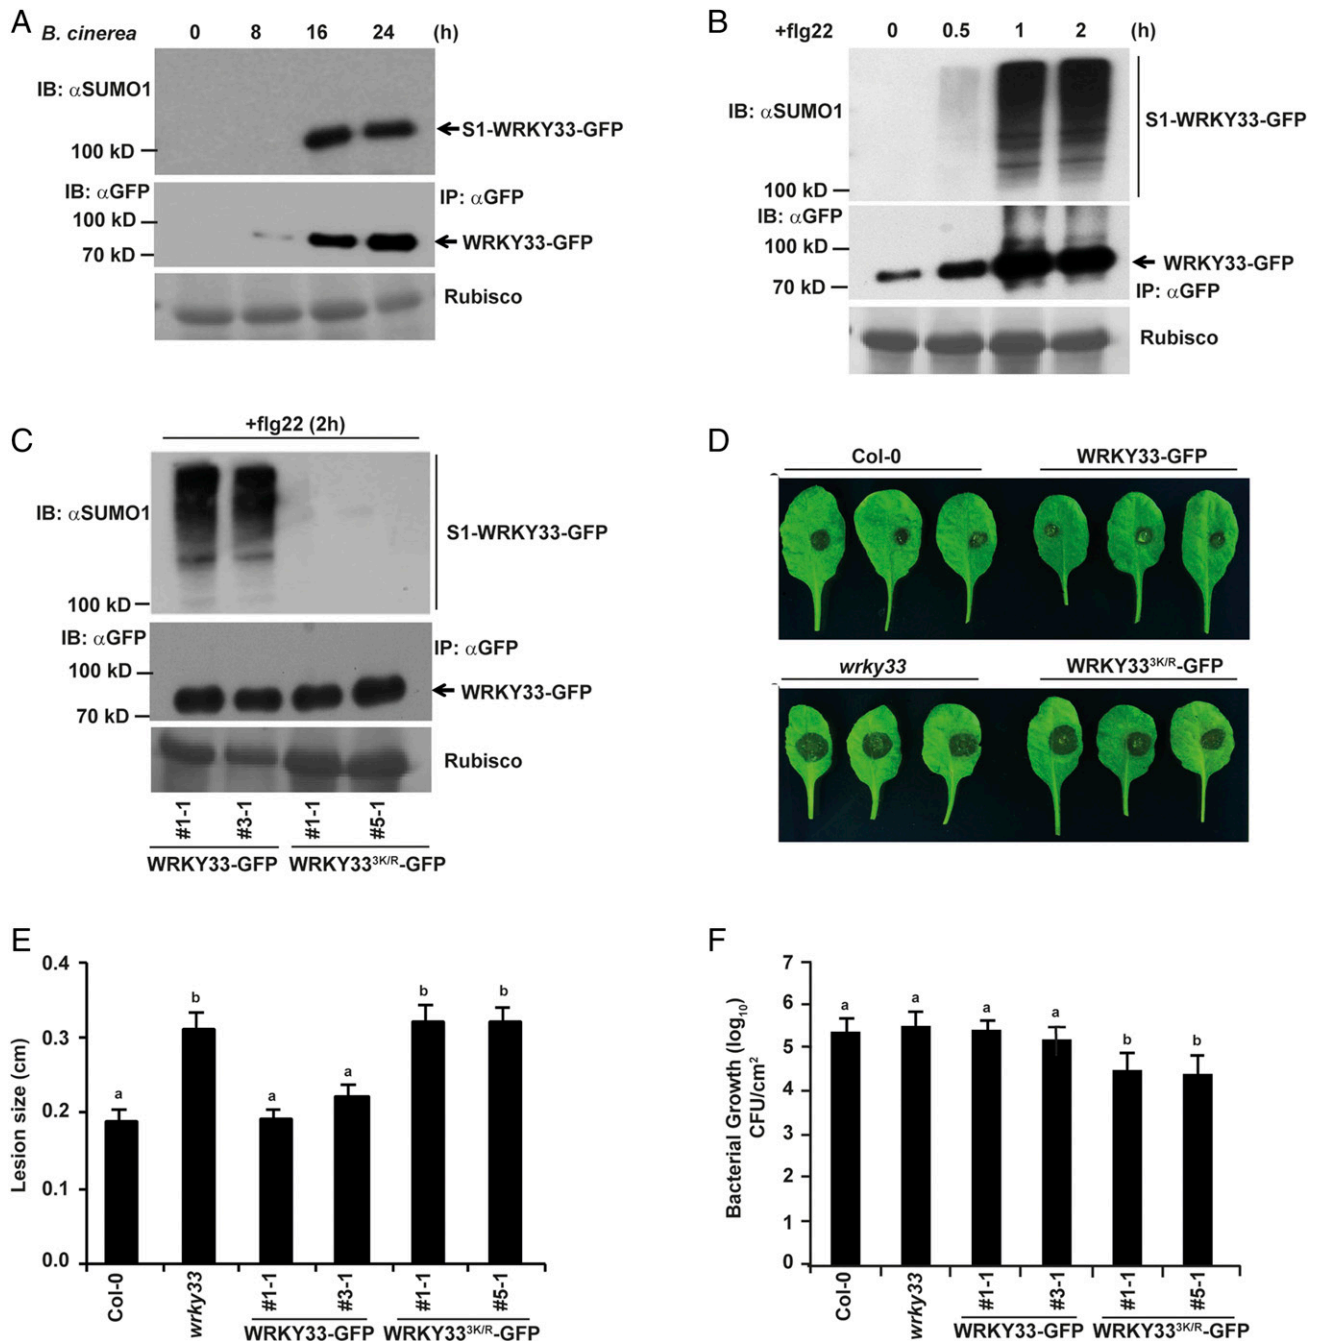 A
B. cinerea 0 8 16 24 (h)
IB: αSUMO1
S1-WRKY33-GFP
100 kD
IB: αGFP
IP: αGFP
100 kD
WRKY33-GFP
70 kD
Rubisco
B
+flg22 0 0.5 1 2 (h)
IB: αSUMO1
S1-WRKY33-GFP
100 kD
IB: αGFP
100 kD
WRKY33-GFP
70 kD
IP: αGFP
Rubisco
C
+flg22 (2h)
IB: αSUMO1
S1-WRKY33-GFP
100 kD
IB: αGFP
IP: αGFP
100 kD
WRKY33-GFP
70 kD
Rubisco
#1-1 #3-1 #1-1 #5-1
WRKY33-GFP WRKY33³ᴷ/ᴿ-GFP
D
Col-0 WRKY33-GFP
wrky33 WRKY33³ᴷ/ᴿ-GFP
E
Lesion size (cm)
0.4
0.3
0.2
0.1
0.0
a b a a b b
Col-0 wrky33 #1-1 #3-1 #1-1 #5-1
WRKY33-GFP WRKY33³ᴷ/ᴿ-GFP
F
Bacterial Growth (log₁₀)
CFU/cm²
7
6
5
4
3
2
1
0
a a a a b b
Col-0 wrky33 #1-1 #3-1 #1-1 #5-1
WRKY33-GFP WRKY33³ᴷ/ᴿ-GFP